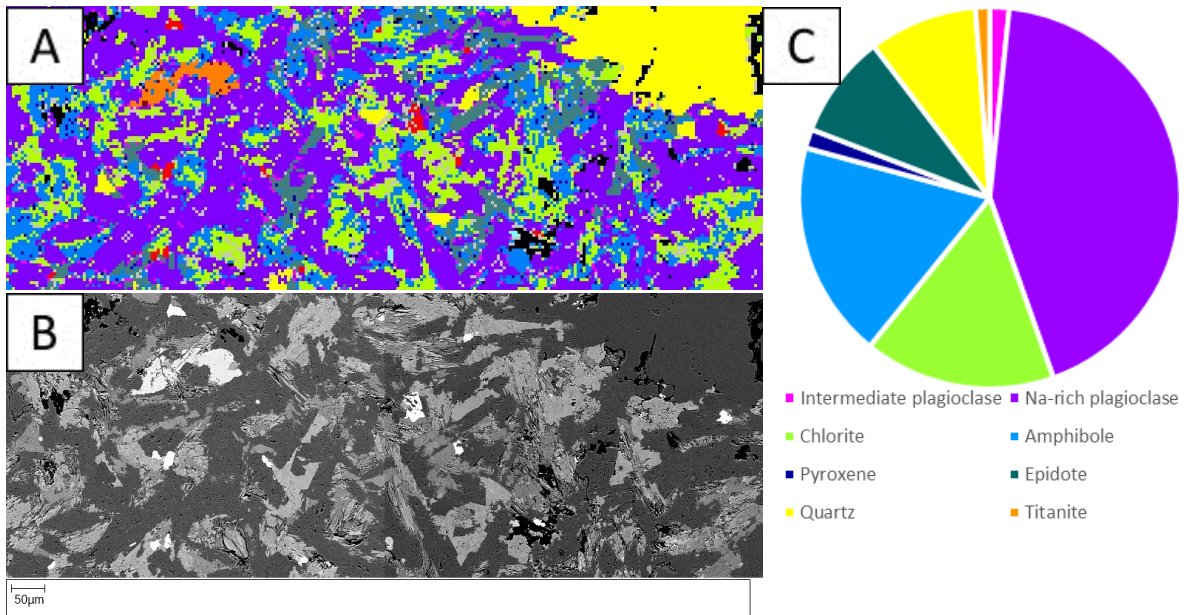 A
B
C
Intermediate plagioclase Na-rich plagioclase
Chlorite Amphibole
Pyroxene Epidote
Quartz Titanite
50µm